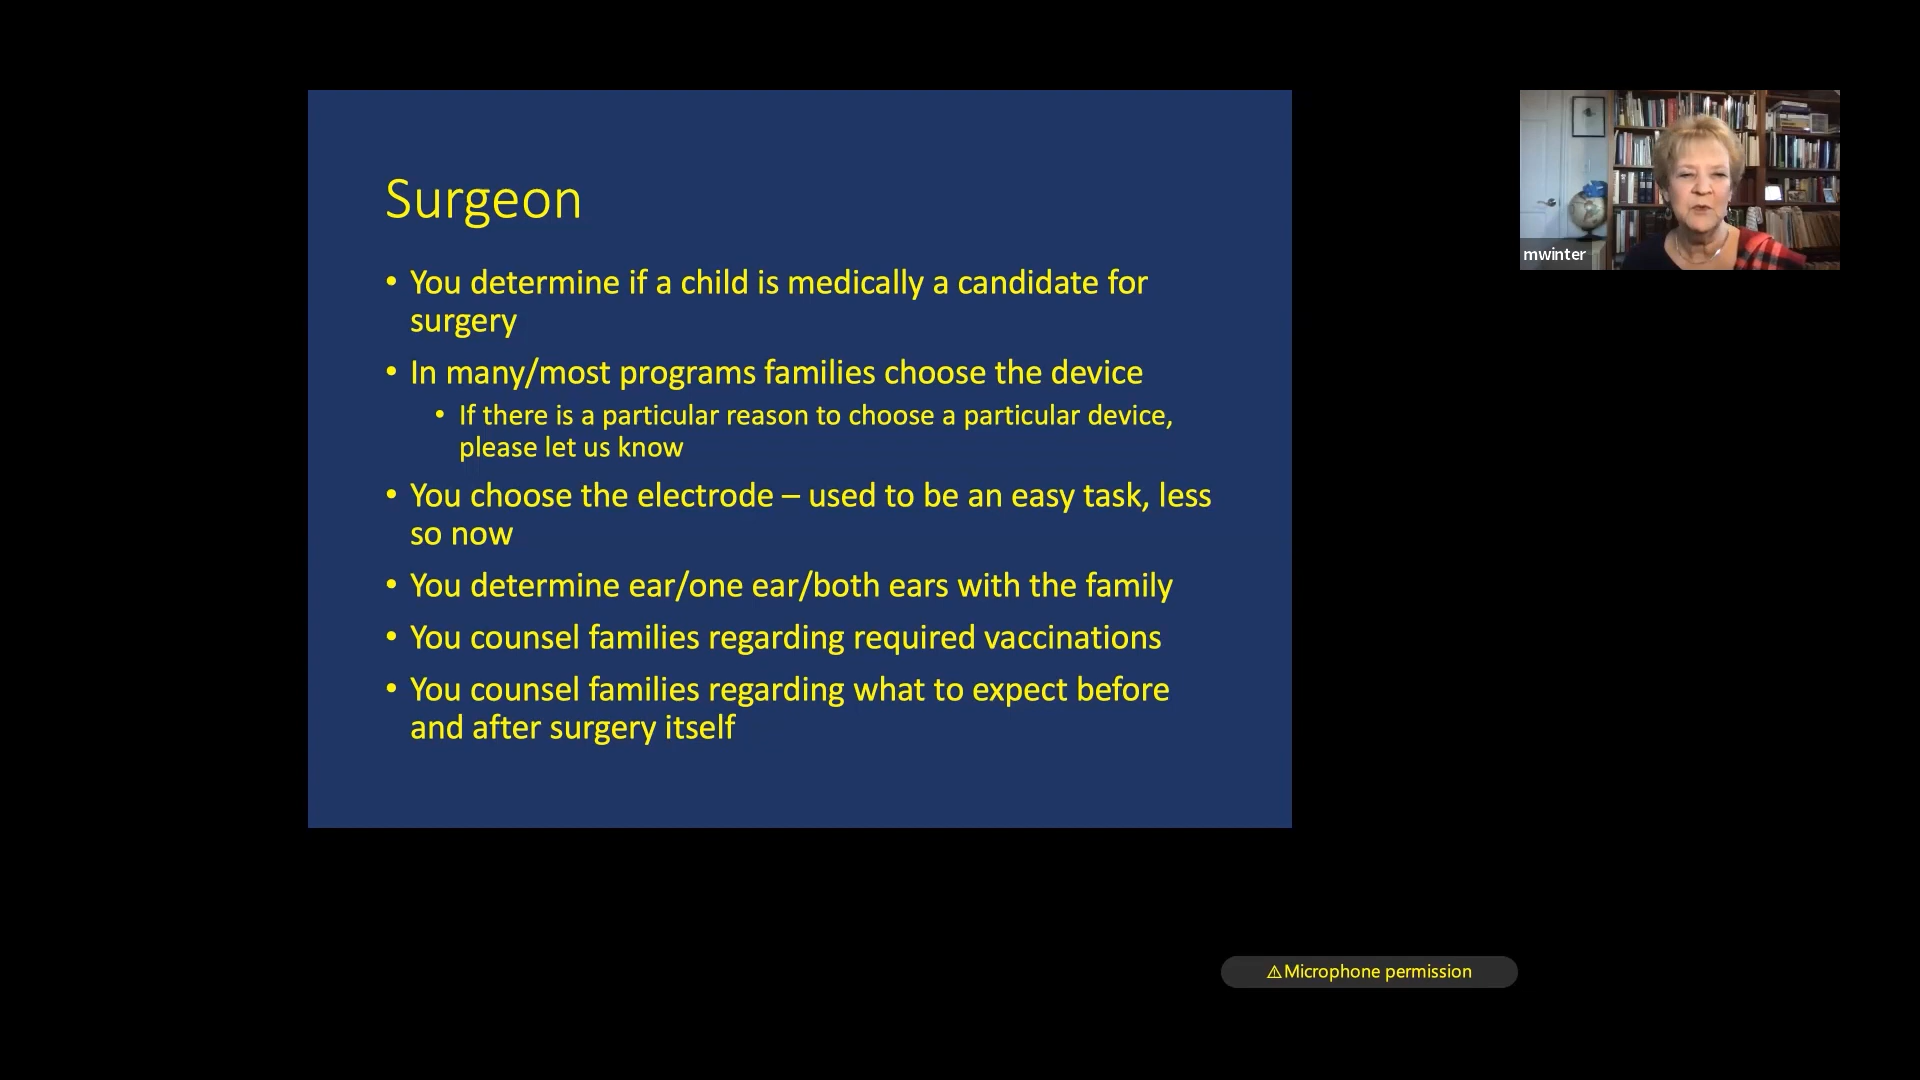 Surgeon
• You determine if a child is medically a candidate for
surgery
• In many/most programs families choose the device
• If there is a particular reason to choose a particular device,
please let us know
• You choose the electrode – used to be an easy task, less
so now
• You determine ear/one ear/both ears with the family
• You counsel families regarding required vaccinations
• You counsel families regarding what to expect before
and after surgery itself
mwinter
⚠Microphone permission